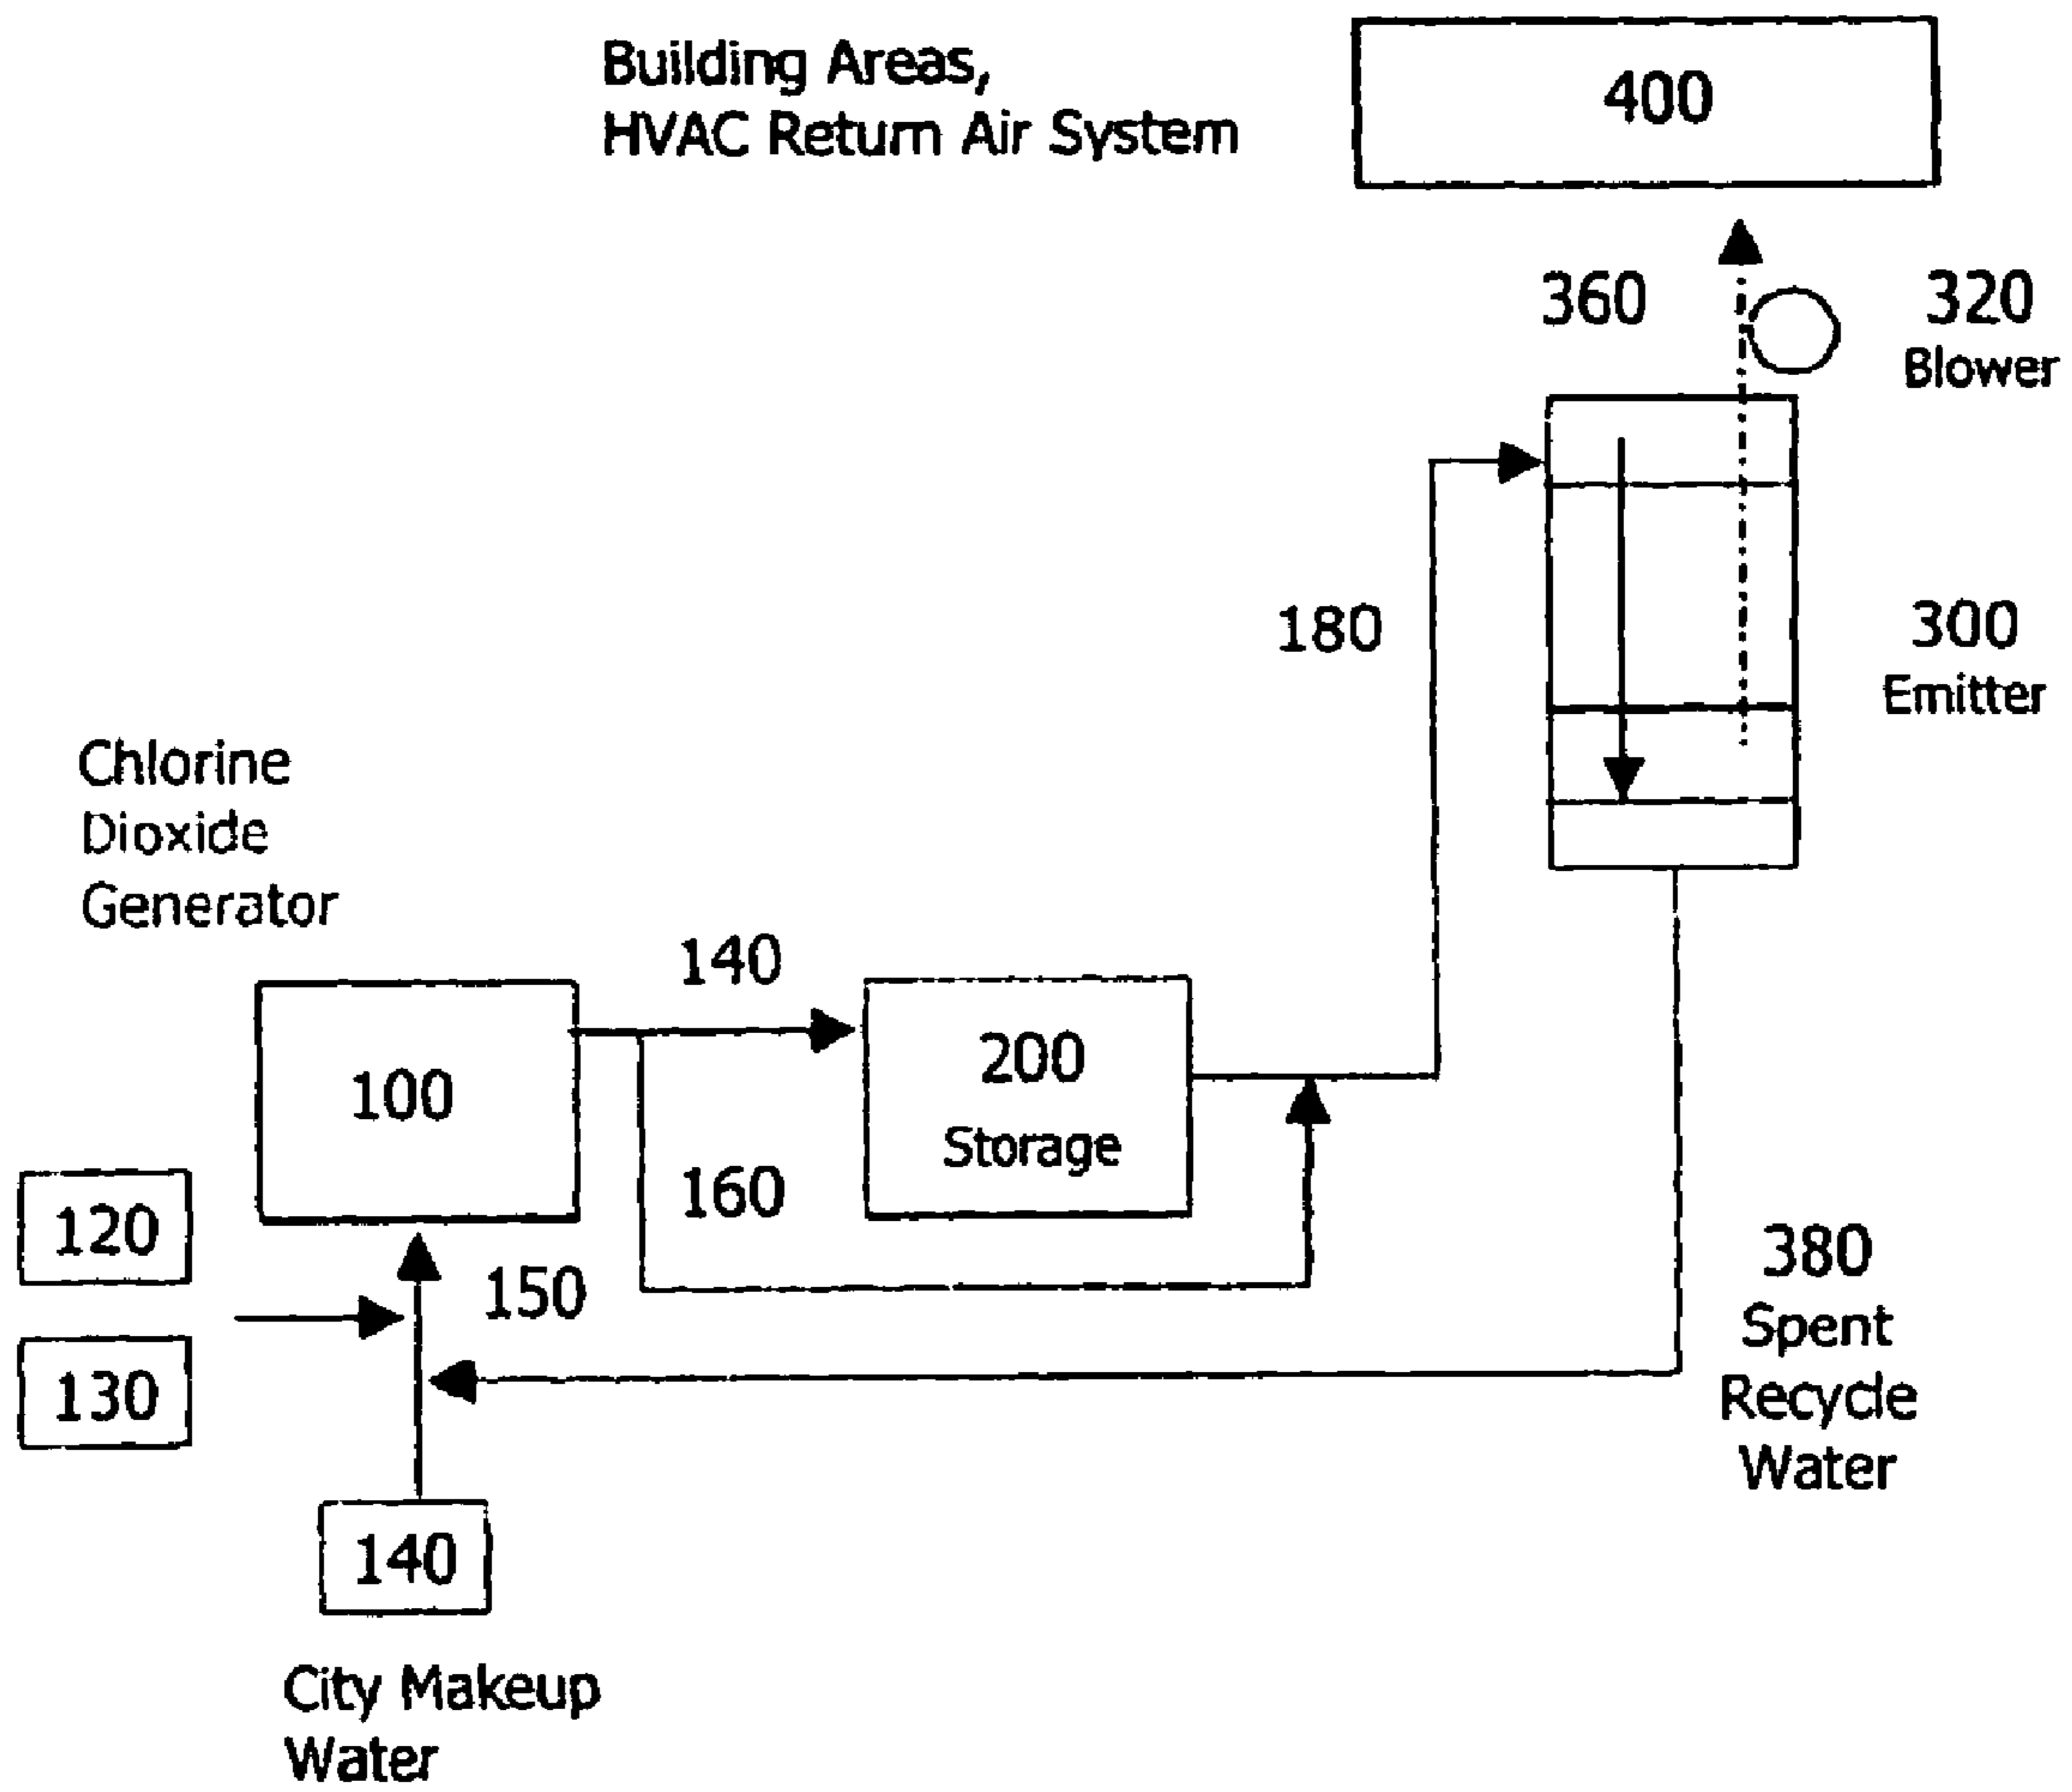 Building Areas,
HVAC Return Air System
400
360
320
Blower
180
300
Emitter
Chlorine
Dioxide
Generator
140
100
200
Storage
160
120
150
130
380
Spent
Recycle
Water
140
City Makeup
Water